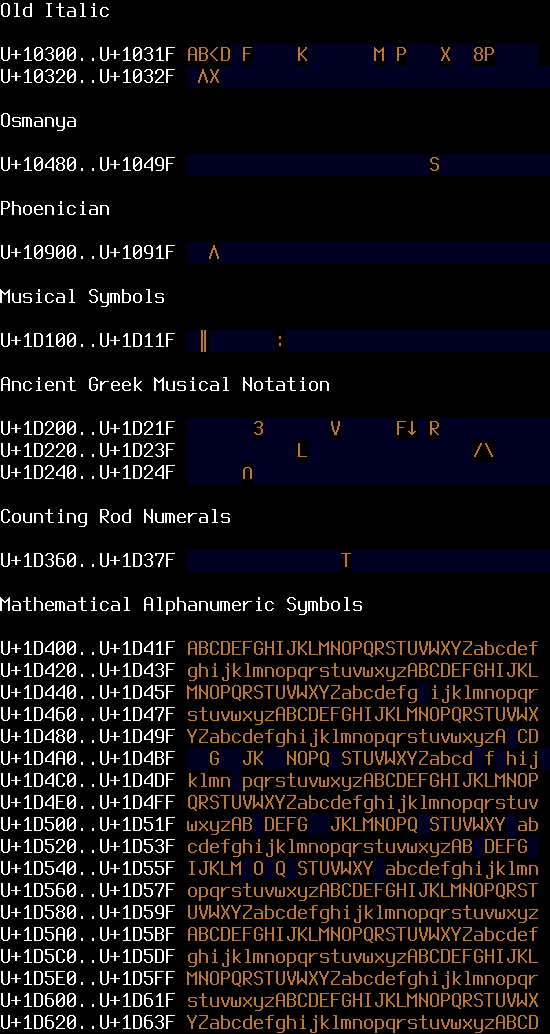 Old Italic
U+10300..U+1031F AB<D F    K      M P   X  8P
U+10320..U+1032F  ΛX
Osmanya
U+10480..U+1049F                       S
Phoenician
U+10900..U+1091F   Λ
Musical Symbols
U+1D100..U+1D11F  ‖      :
Ancient Greek Musical Notation
U+1D200..U+1D21F       3      V     F↓ R
U+1D220..U+1D23F           L               /\
U+1D240..U+1D24F      ∩
Counting Rod Numerals
U+1D360..U+1D37F               T
Mathematical Alphanumeric Symbols
U+1D400..U+1D41F ABCDEFGHIJKLMNOPQRSTUVWXYZabcdef
U+1D420..U+1D43F ghijklmnopqrstuvwxyzABCDEFGHIJKL
U+1D440..U+1D45F MNOPQRSTUVWXYZabcdefg ijklmnopqr
U+1D460..U+1D47F stuvwxyzABCDEFGHIJKLMNOPQRSTUVWX
U+1D480..U+1D49F YZabcdefghijklmnopqrstuvwxyzA CD
U+1D4A0..U+1D4BF   G  JK  NOPQ STUVWXYZabcd f hij
U+1D4C0..U+1D4DF klmn pqrstuvwxyzABCDEFGHIJKLMNOP
U+1D4E0..U+1D4FF QRSTUVWXYZabcdefghijklmnopqrstuv
U+1D500..U+1D51F wxyzAB DEFG  JKLMNOPQ STUVWXY ab
U+1D520..U+1D53F cdefghijklmnopqrstuvwxyzAB DEFG
U+1D540..U+1D55F IJKLM O Q STUVWXY abcdefghijklmn
U+1D560..U+1D57F opqrstuvwxyzABCDEFGHIJKLMNOPQRST
U+1D580..U+1D59F UVWXYZabcdefghijklmnopqrstuvwxyz
U+1D5A0..U+1D5BF ABCDEFGHIJKLMNOPQRSTUVWXYZabcdef
U+1D5C0..U+1D5DF ghijklmnopqrstuvwxyzABCDEFGHIJKL
U+1D5E0..U+1D5FF MNOPQRSTUVWXYZabcdefghijklmnopqr
U+1D600..U+1D61F stuvwxyzABCDEFGHIJKLMNOPQRSTUVWX
U+1D620..U+1D63F YZabcdefghijklmnopqrstuvwxyzABCD